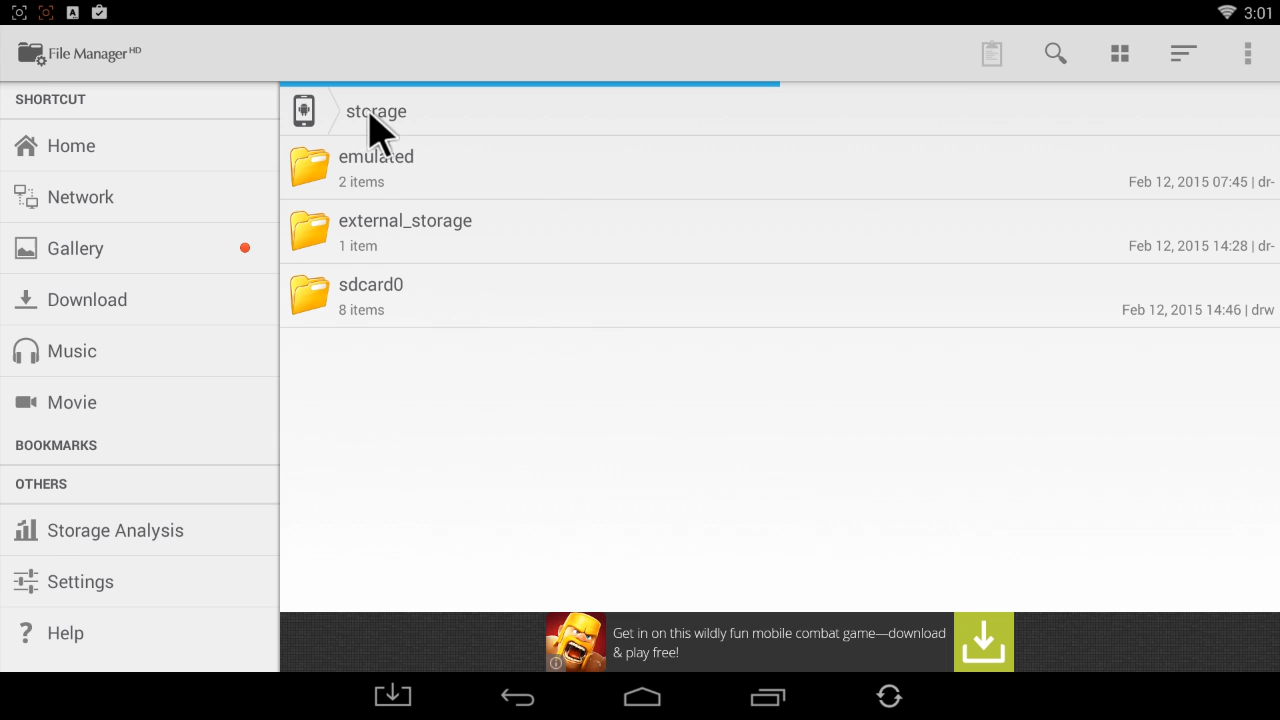 3:01
File Manager HD
SHORTCUT
Home
Network
Gallery
Download
Music
Movie
BOOKMARKS
OTHERS
Storage Analysis
Settings
? Help
storage
emulated
2 items
Feb 12, 2015 07:45 | dr-
external_storage
1 item
Feb 12, 2015 14:28 | dr-
sdcard0
8 items
Feb 12, 2015 14:46 | drw
Get in on this wildly fun mobile combat game—download
& play free!